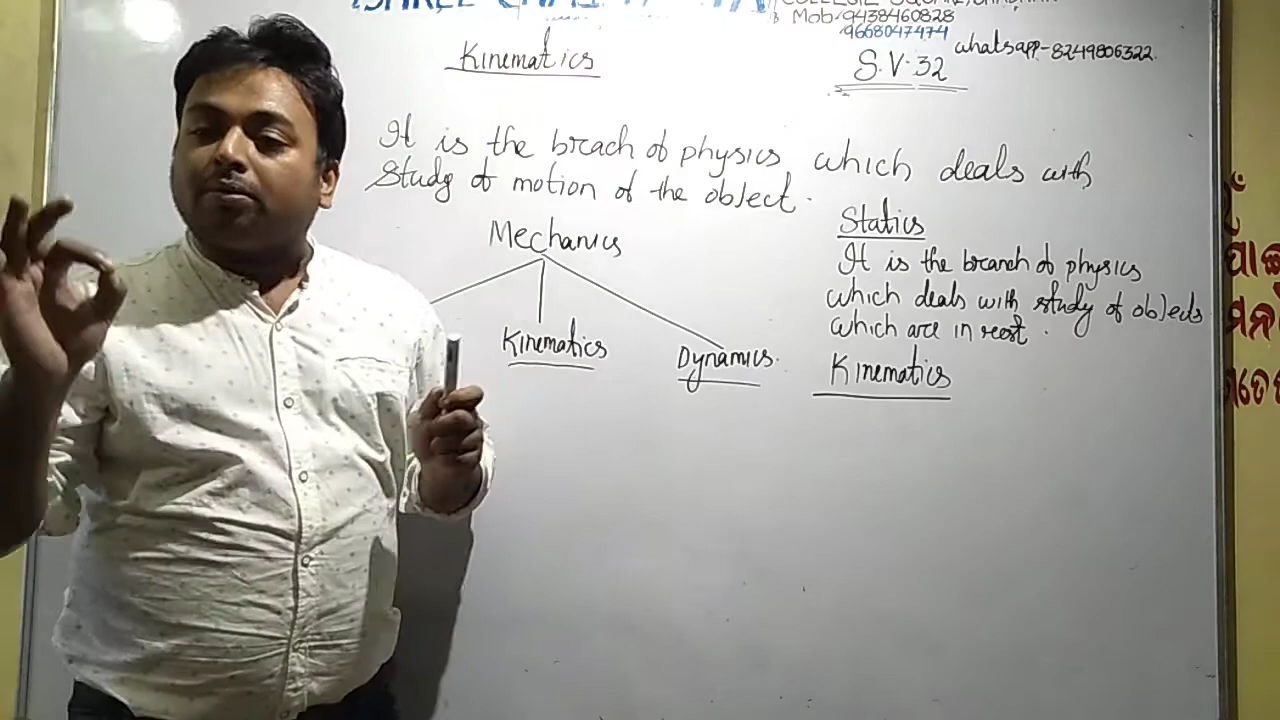 Mob-9438460828
9668047474
whatsapp-8249806322
Kinematics
S.V.32
It is the breach of physics which deals with
Study of motion of the object.
Mechanics
Kinematics
Dynamics.
Statics
It is the branch of physics
which deals with study of objects
which are in rest.
Kinematics